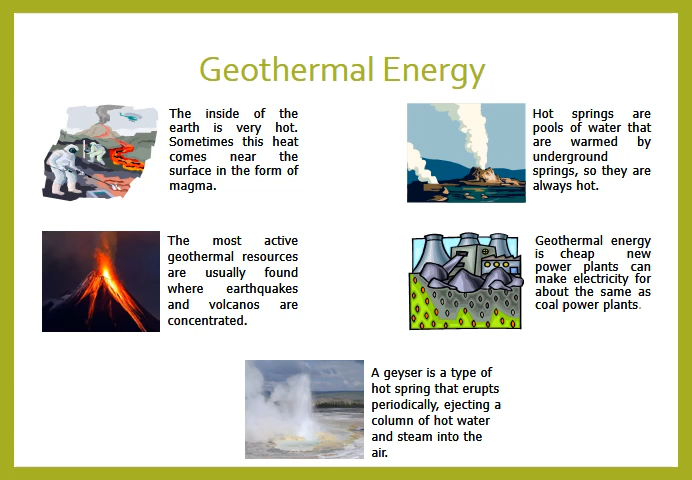 Geothermal Energy
The inside of the
earth is very hot.
Sometimes this heat
comes near the
surface in the form of
magma.
Hot springs are
pools of water that
are warmed by
underground
springs, so they are
always hot.
The most active
geothermal resources
are usually found
where earthquakes
and volcanos are
concentrated.
Geothermal energy
is cheap new
power plants can
make electricity for
about the same as
coal power plants.
A geyser is a type of
hot spring that erupts
periodically, ejecting a
column of hot water
and steam into the
air.